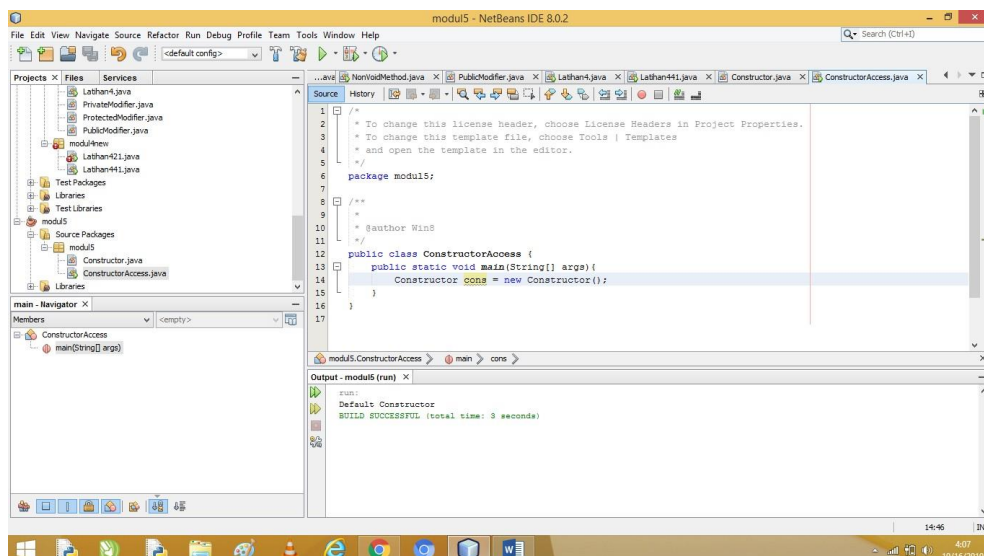 modul5 - NetBeans IDE 8.0.2
File Edit View Navigate Source Refactor Run Debug Profile Team Tools Window Help
Search (Ctrl+I)
<default config>
Projects Files Services
Latihan4.java
PrivateModifier.java
ProtectedModifier.java
PublicModifier.java
modul4new
Latihan421.java
Latihan441.java
Test Packages
Libraries
Test Libraries
modul5
Source Packages
modul5
Constructor.java
ConstructorAccess.java
Libraries
main - Navigator
Members <empty>
ConstructorAccess
main(String[] args)
...ava NonVoidMethod.java PublicModifier.java Latihan4.java Latihan441.java Constructor.java ConstructorAccess.java
Source History
1 /*
2 * To change this license header, choose License Headers in Project Properties.
3 * To change this template file, choose Tools | Templates
4 * and open the template in the editor.
5 */
6 package modul5;
7
8 /**
9 *
10 * @author Win8
11 */
12 public class ConstructorAccess {
13 public static void main(String[] args){
14 Constructor cons = new Constructor();
15 }
16 }
17
modul5.ConstructorAccess main cons
Output - modul5 (run)
run:
Default Constructor
BUILD SUCCESSFUL (total time: 3 seconds)
14:46 IN
4:07